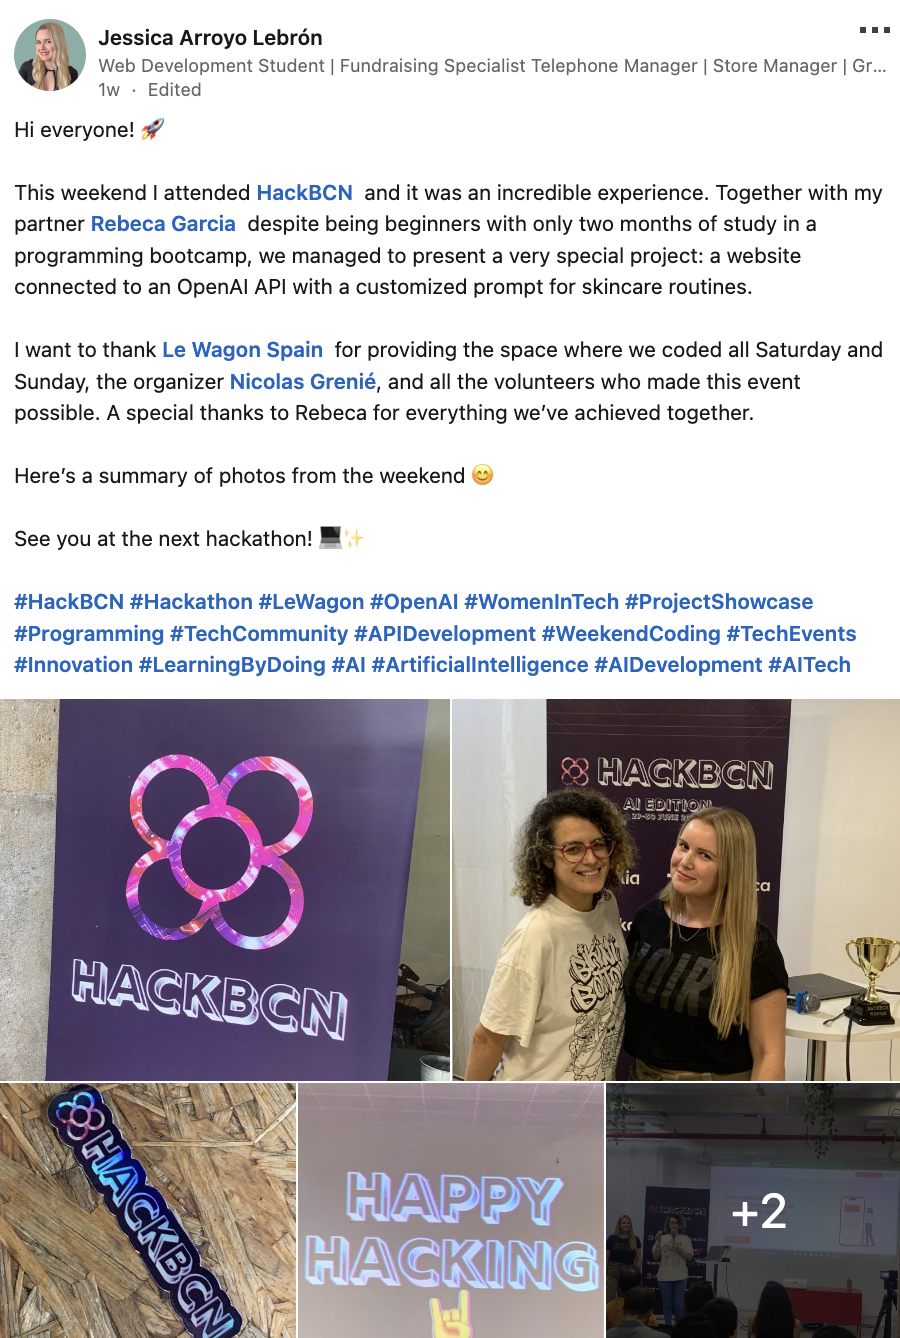 Jessica Arroyo Lebrón
Web Development Student | Fundraising Specialist Telephone Manager | Store Manager | Gr...
1w · Edited
Hi everyone! 🚀
This weekend I attended HackBCN and it was an incredible experience. Together with my
partner Rebeca Garcia despite being beginners with only two months of study in a
programming bootcamp, we managed to present a very special project: a website
connected to an OpenAI API with a customized prompt for skincare routines.
I want to thank Le Wagon Spain for providing the space where we coded all Saturday and
Sunday, the organizer Nicolas Grenié, and all the volunteers who made this event
possible. A special thanks to Rebeca for everything we’ve achieved together.
Here’s a summary of photos from the weekend 😊
See you at the next hackathon! 💻✨
#HackBCN #Hackathon #LeWagon #OpenAI #WomenInTech #ProjectShowcase
#Programming #TechCommunity #APIDevelopment #WeekendCoding #TechEvents
#Innovation #LearningByDoing #AI #ArtificialIntelligence #AIDevelopment #AITech
HACKBCN
HACKBCN
AI EDITION
29-30 JUNE
HACKBCN
HAPPY
HACKING
HACKBCN
+2